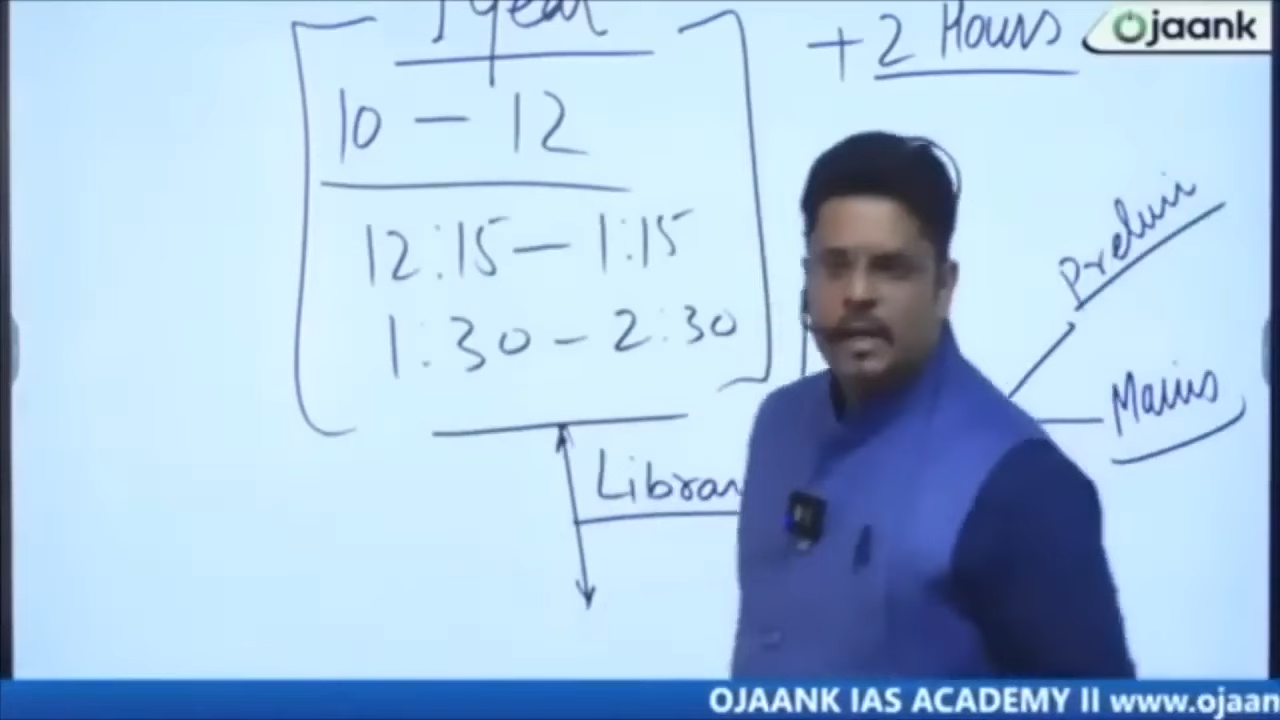 1 year
+ 2 Hours
Ojaank
10 - 12
12:15 - 1:15
1:30 - 2:30
Prelim
Mains
Librar
OJAANK IAS ACADEMY II www.ojaan